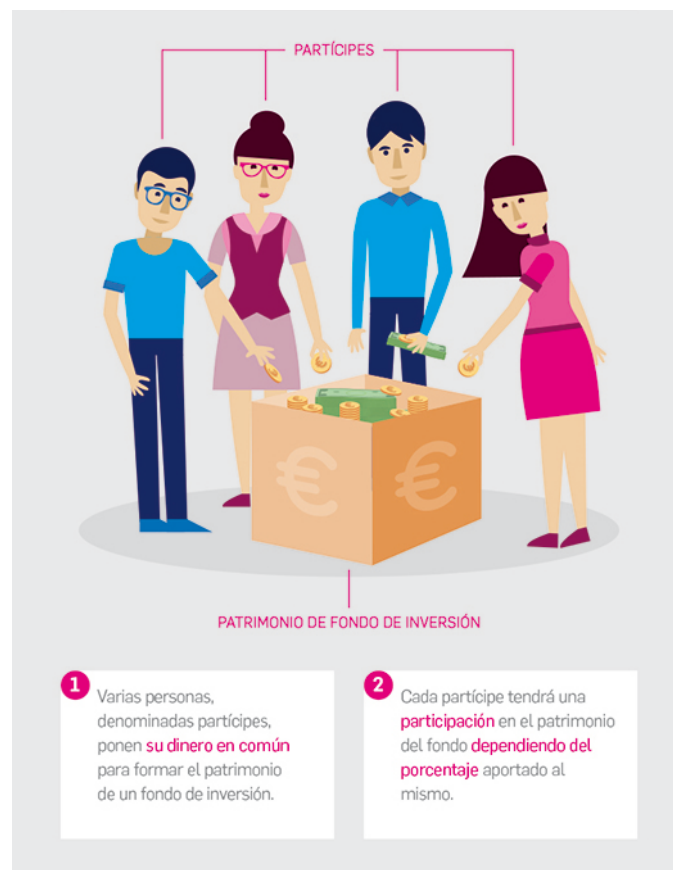 PARTÍCIPES
€ €
PATRIMONIO DE FONDO DE INVERSIÓN
1
Varias personas,
denominadas partícipes,
ponen su dinero en común
para formar el patrimonio
de un fondo de inversión.
2
Cada partícipe tendrá una
participación en el patrimonio
del fondo dependiendo del
porcentaje aportado al
mismo.